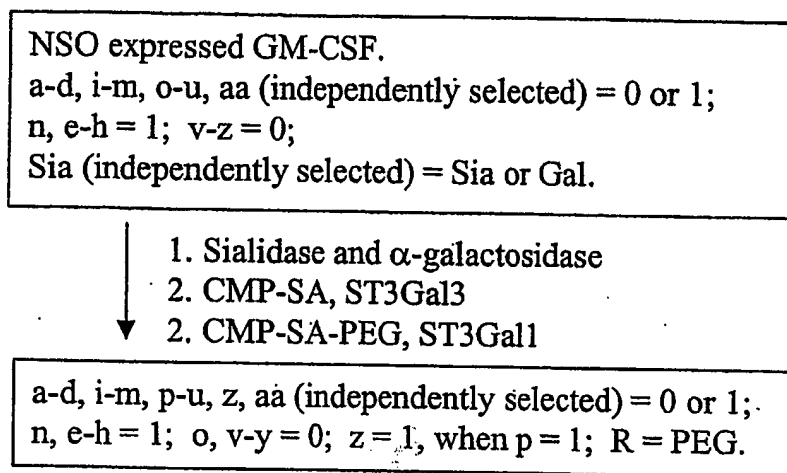 NSO expressed GM-CSF.
a-d, i-m, o-u, aa (independently selected) = 0 or 1;
n, e-h = 1; v-z = 0;
Sia (independently selected) = Sia or Gal.
1. Sialidase and α-galactosidase
2. CMP-SA, ST3Gal3
2. CMP-SA-PEG, ST3Gal1
a-d, i-m, p-u, z, aa (independently selected) = 0 or 1;
n, e-h = 1; o, v-y = 0; z = 1, when p = 1; R = PEG.